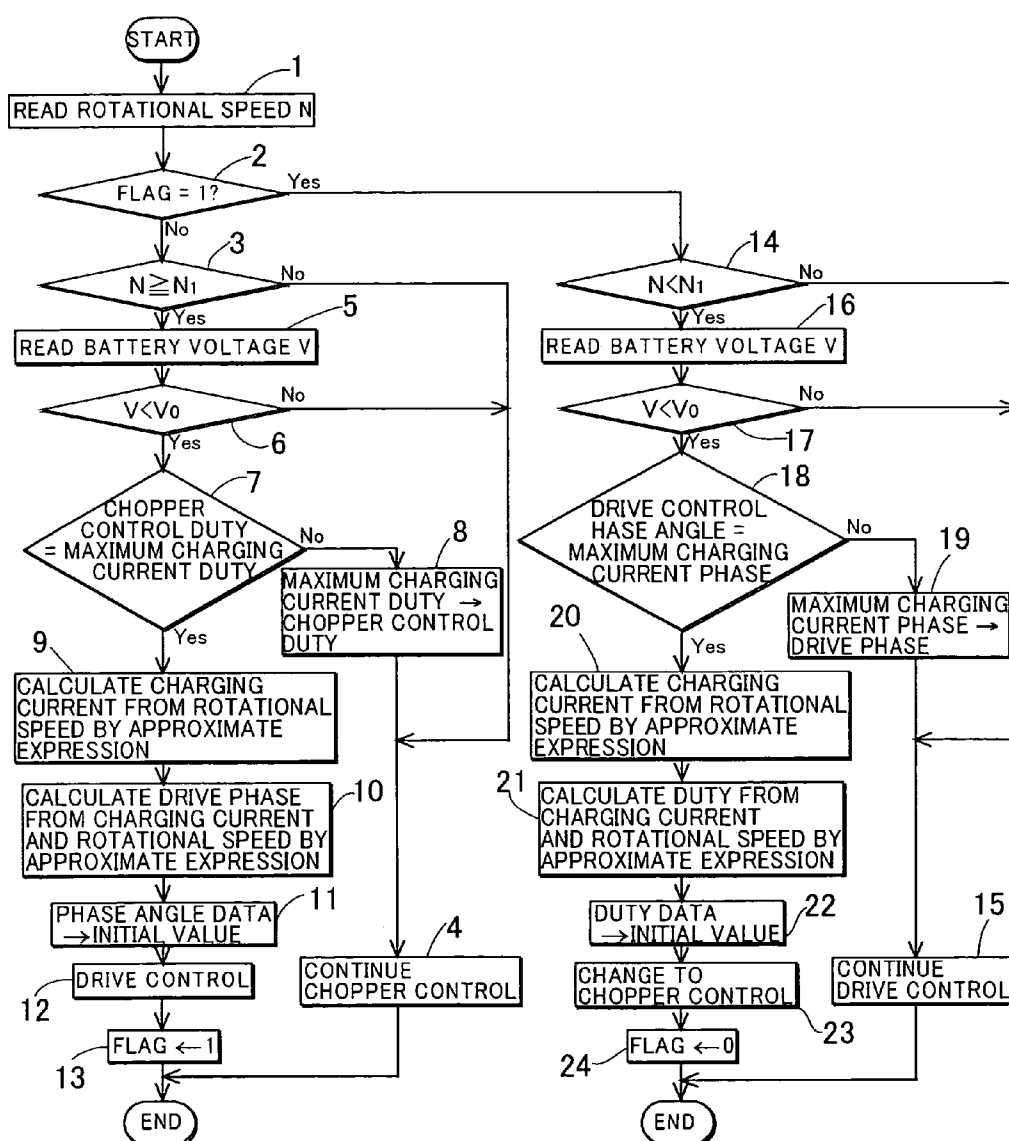 START
1
READ ROTATIONAL SPEED N
2
FLAG = 1?
Yes
No
3
N≧N1
No
Yes
5
READ BATTERY VOLTAGE V
V<V0
No
6
Yes
7
CHOPPER
CONTROL DUTY
= MAXIMUM CHARGING
CURRENT DUTY
No
8
MAXIMUM CHARGING
CURRENT DUTY →
CHOPPER CONTROL
DUTY
Yes
9
CALCULATE CHARGING
CURRENT FROM ROTATIONAL
SPEED BY APPROXIMATE
EXPRESSION
10
CALCULATE DRIVE PHASE
FROM CHARGING CURRENT
AND ROTATIONAL SPEED BY
APPROXIMATE EXPRESSION
11
PHASE ANGLE DATA
→INITIAL VALUE
4
CONTINUE
CHOPPER CONTROL
12
DRIVE CONTROL
13
FLAG ←1
END
14
N<N1
No
Yes
16
READ BATTERY VOLTAGE V
V<V0
No
17
Yes
18
DRIVE CONTROL
HASE ANGLE =
MAXIMUM CHARGING
CURRENT PHASE
No
19
MAXIMUM CHARGING
CURRENT PHASE →
DRIVE PHASE
Yes
20
CALCULATE CHARGING
CURRENT FROM ROTATIONAL
SPEED BY APPROXIMATE
EXPRESSION
21
CALCULATE DUTY FROM
CHARGING CURRENT
AND ROTATIONAL SPEED BY
APPROXIMATE EXPRESSION
22
DUTY DATA
→INITIAL VALUE
15
CONTINUE
DRIVE CONTROL
CHANGE TO
CHOPPER CONTROL
23
24
FLAG ←0
END